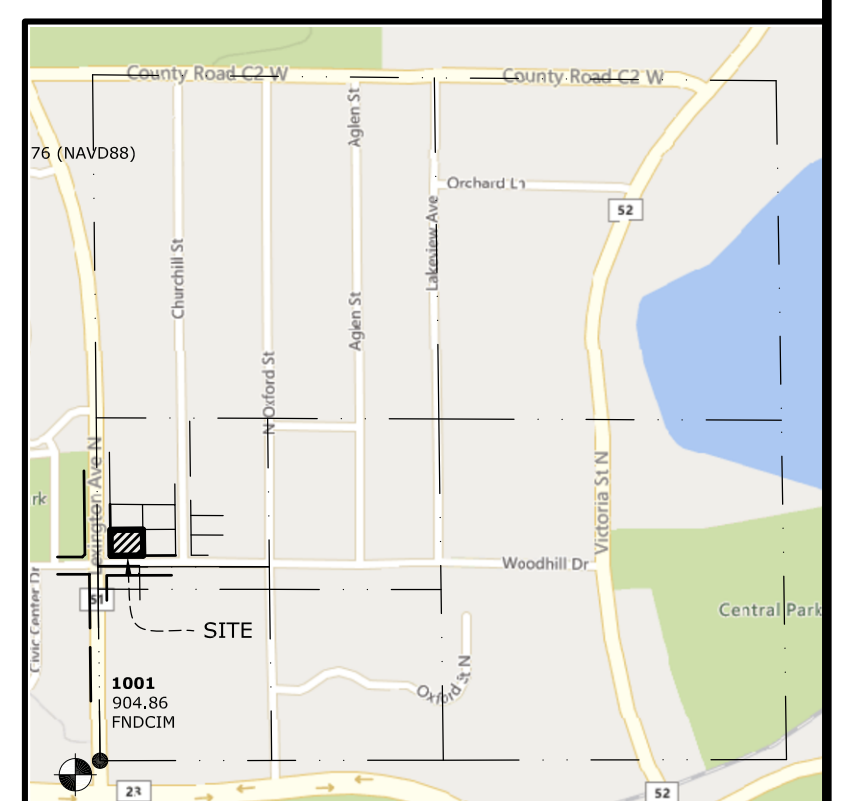 County Road C2 W
County Road C2 W
76 (NAVD88)
Aglen St
Orchard Ln
52
Lakeview Ave
Churchill St
Aglen St
N Oxford St
Lexington Ave N
Victoria St N
rk
Woodhill Dr
Civic Center Dr
51
Central Park
SITE
Oxford St N
1001
904.86
FNDCIM
23
52